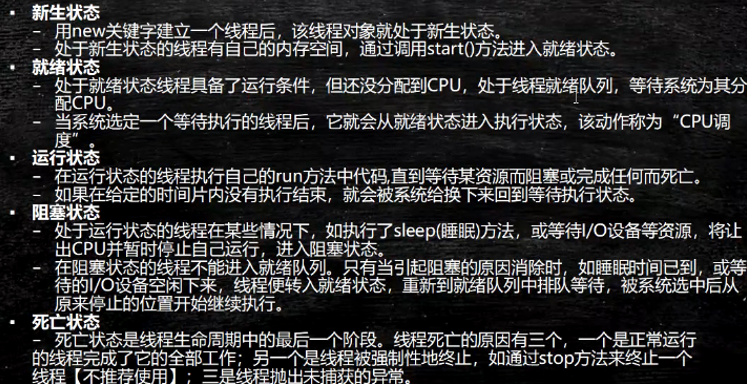 ▪ 新生状态
– 用new关键字建立一个线程后，该线程对象就处于新生状态。
– 处于新生状态的线程有自己的内存空间，通过调用start()方法进入就绪状态。
▪ 就绪状态
– 处于就绪状态线程具备了运行条件，但还没分配到CPU，处于线程就绪队列，等待系统为其分
配CPU。
– 当系统选定一个等待执行的线程后，它就会从就绪状态进入执行状态，该动作称为“CPU调
度”。
▪ 运行状态
– 在运行状态的线程执行自己的run方法中代码,直到等待某资源而阻塞或完成任何而死亡。
– 如果在给定的时间片内没有执行结束，就会被系统给换下来回到等待执行状态。
▪ 阻塞状态
– 处于运行状态的线程在某些情况下，如执行了sleep(睡眠)方法，或等待I/O设备等资源，将让
出CPU并暂时停止自己运行，进入阻塞状态。
– 在阻塞状态的线程不能进入就绪队列。只有当引起阻塞的原因消除时，如睡眠时间已到，或等
待的I/O设备空闲下来，线程便转入就绪状态，重新到就绪队列中排队等待，被系统选中后从
原来停止的位置开始继续执行。
▪ 死亡状态
– 死亡状态是线程生命周期中的最后一个阶段。线程死亡的原因有三个，一个是正常运行
的线程完成了它的全部工作；另一个是线程被强制性地终止，如通过stop方法来终止一个
线程【不推荐使用】；三是线程抛出未捕获的异常。